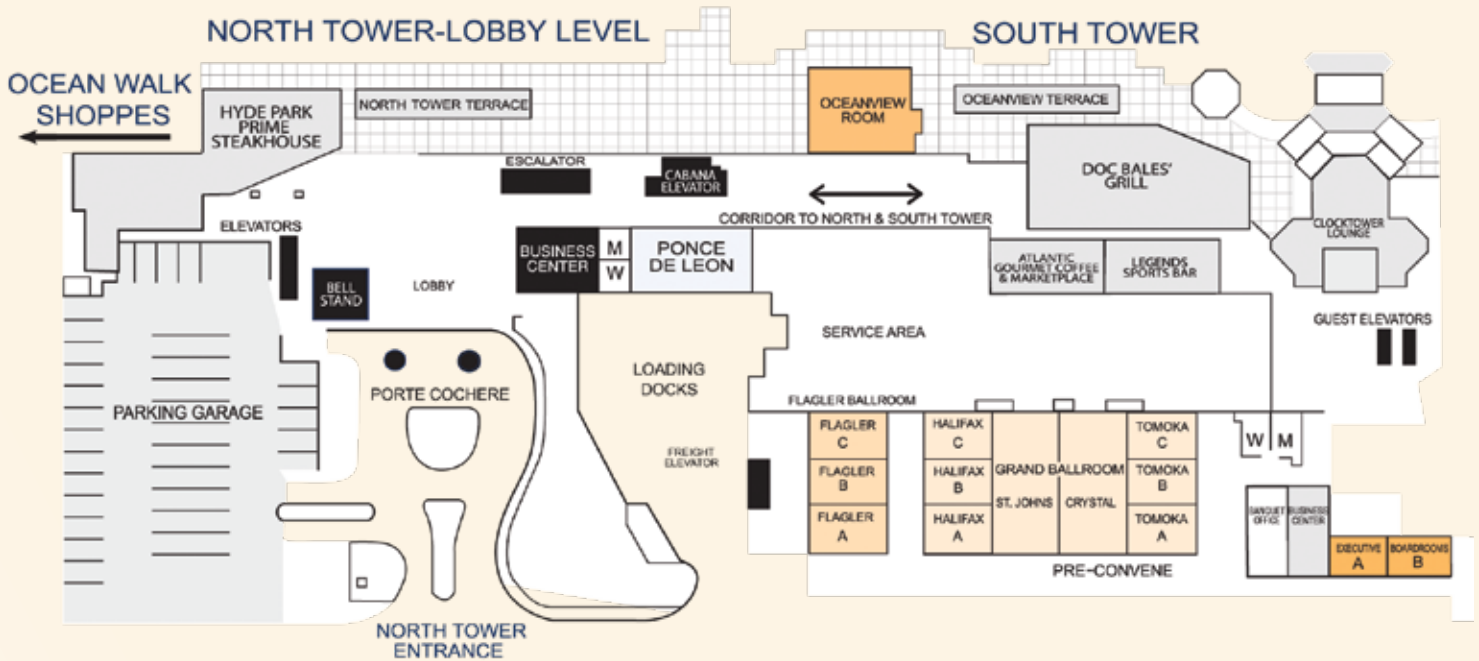 NORTH TOWER-LOBBY LEVEL
SOUTH TOWER
OCEAN WALK
SHOPPES
HYDE PARK
PRIME
STEAKHOUSE
NORTH TOWER TERRACE
OCEANVIEW
ROOM
OCEANVIEW TERRACE
ESCALATOR
CABANA
ELEVATOR
DOC BALES'
GRILL
CORRIDOR TO NORTH & SOUTH TOWER
CLOCKTOWER
LOUNGE
ELEVATORS
BUSINESS
CENTER
M
W
PONCE
DE LEON
ATLANTIC
GOURMET COFFEE
& MARKETPLACE
LEGENDS
SPORTS BAR
BELL
STAND
LOBBY
GUEST ELEVATORS
SERVICE AREA
LOADING
DOCKS
PORTE COCHERE
PARKING GARAGE
FLAGLER BALLROOM
FREIGHT
ELEVATOR
FLAGLER
C
FLAGLER
B
FLAGLER
A
HALIFAX
C
HALIFAX
B
HALIFAX
A
GRAND BALLROOM
ST. JOHNS
CRYSTAL
TOMOKA
C
TOMOKA
B
TOMOKA
A
W
M
BANQUET
OFFICE
BUSINESS
CENTER
EXECUTIVE
A
BOARDROOMS
B
PRE-CONVENE
NORTH TOWER
ENTRANCE